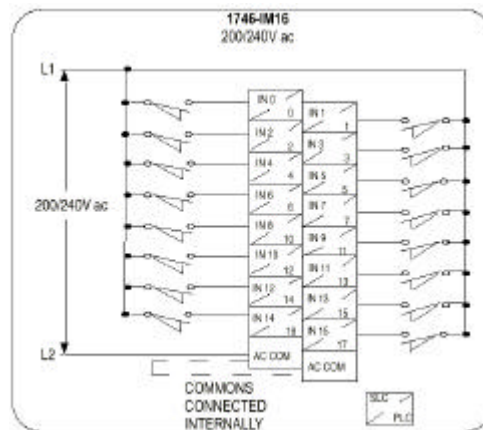 1746-IM16
200/240V ac
L1
IN 0
0
IN 1
1
IN 2
2
IN 3
3
IN 4
4
IN 5
5
IN 6
6
IN 7
7
IN 8
10
IN 9
11
IN 10
12
IN 11
13
IN 12
14
IN 13
15
IN 14
16
IN 15
17
200/240V ac
L2
AC COM
AC COM
COMMONS
CONNECTED
INTERNALLY
SLC
PLC